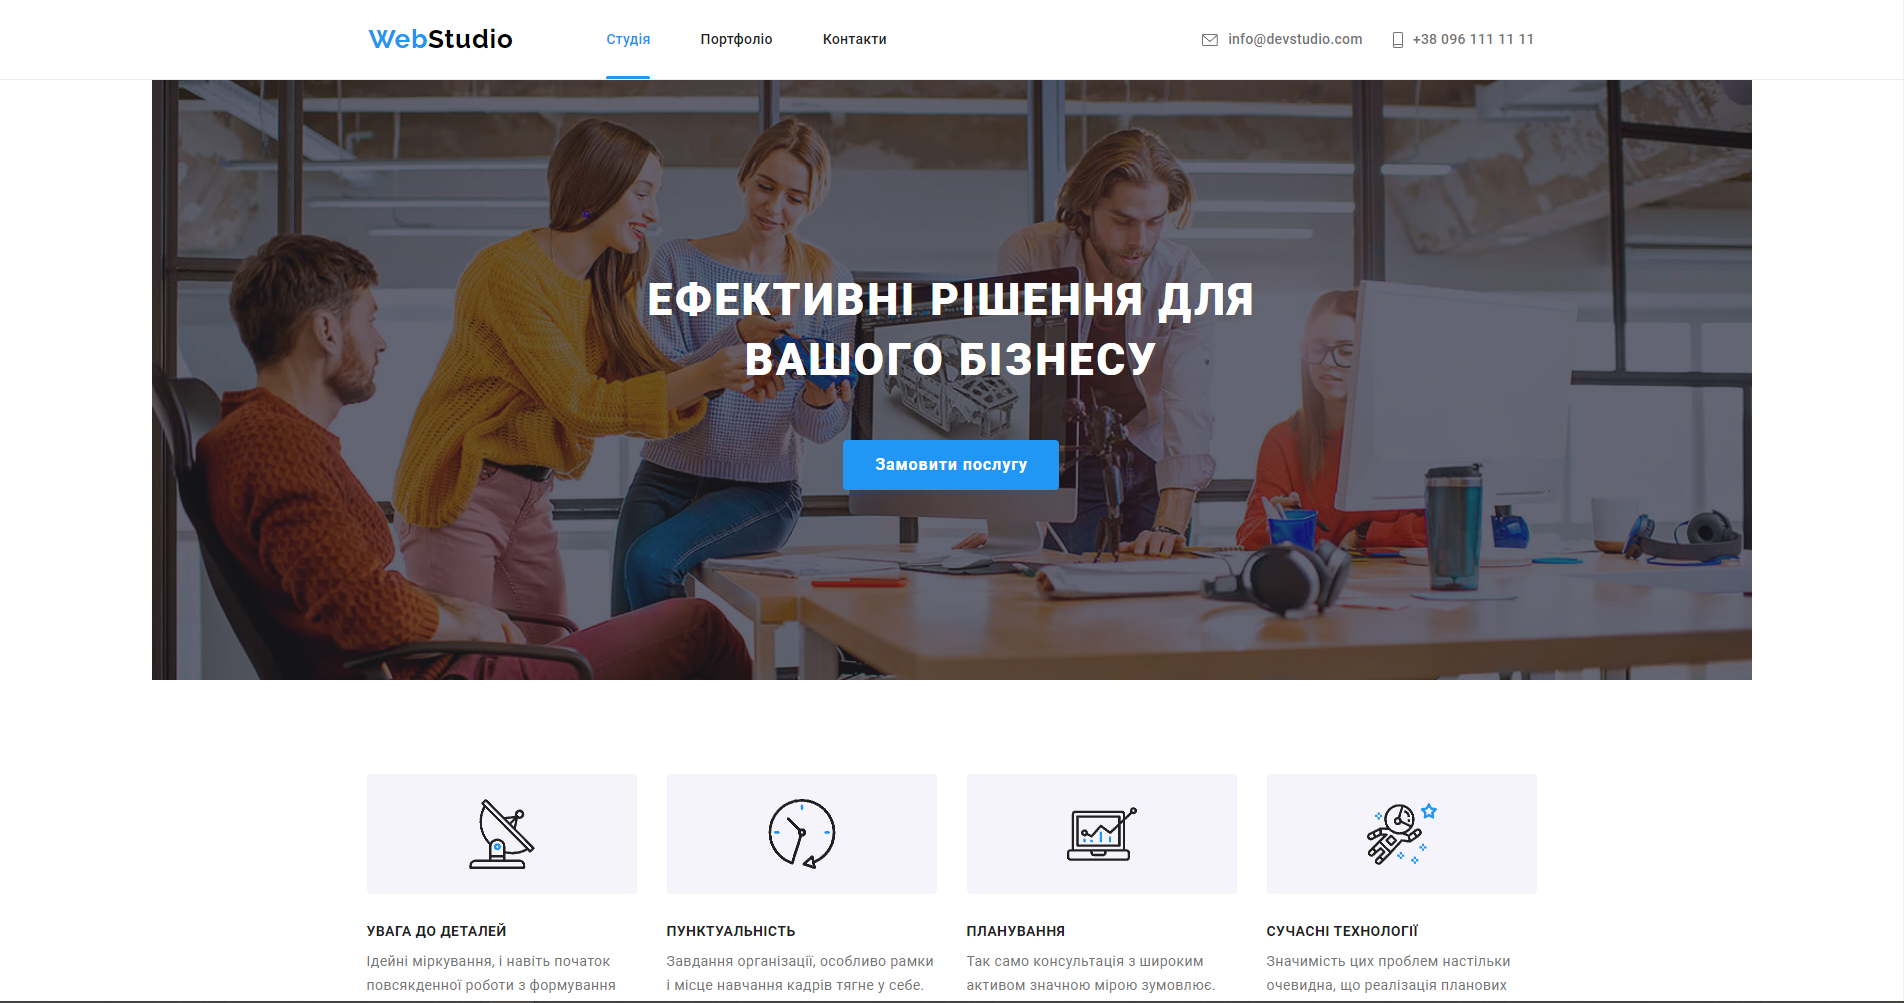 WebStudio
Студія
Портфоліо
Контакти
info@devstudio.com
+38 096 111 11 11
ЕФЕКТИВНІ РІШЕННЯ ДЛЯ
ВАШОГО БІЗНЕСУ
Замовити послугу
УВАГА ДО ДЕТАЛЕЙ
Ідейні міркування, і навіть початок
повсякденної роботи з формування
ПУНКТУАЛЬНІСТЬ
Завдання організації, особливо рамки
і місце навчання кадрів тягне у себе.
ПЛАНУВАННЯ
Так само консультація з широким
активом значною мірою зумовлює.
СУЧАСНІ ТЕХНОЛОГІЇ
Значимість цих проблем настільки
очевидна, що реалізація планових